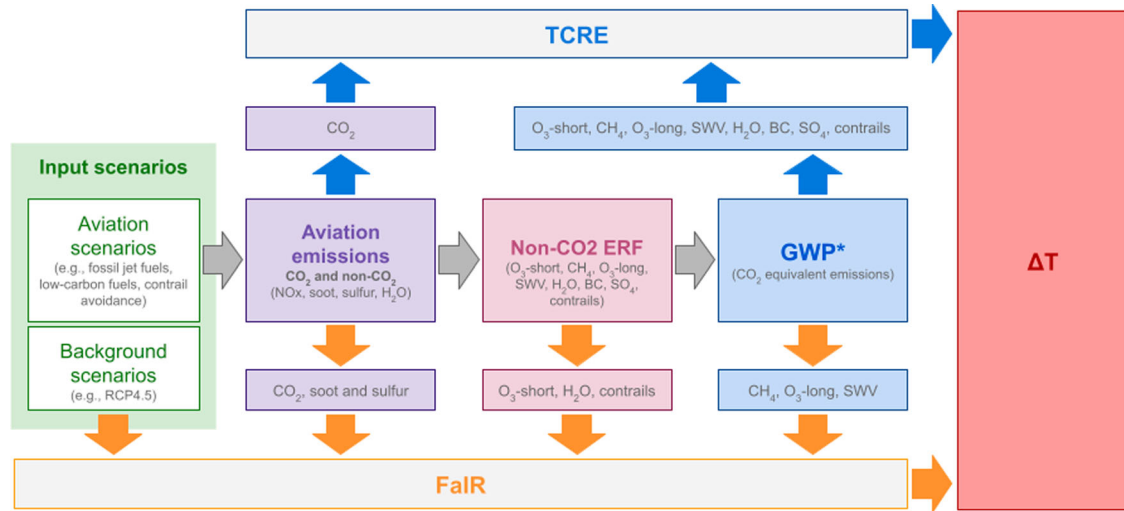 TCRE
CO₂
O₃-short, CH₄, O₃-long, SWV, H₂O, BC, SO₄, contrails
Input scenarios
Aviation
scenarios
(e.g., fossil jet fuels,
low-carbon fuels, contrail
avoidance)
Background
scenarios
(e.g., RCP4.5)
Aviation
emissions
CO₂ and non-CO₂
(NOx, soot, sulfur, H₂O)
Non-CO2 ERF
(O₃-short, CH₄, O₃-long,
SWV, H₂O, BC, SO₄,
contrails)
GWP*
(CO₂ equivalent emissions)
ΔT
CO₂, soot and sulfur
O₃-short, H₂O, contrails
CH₄, O₃-long, SWV
FaIR